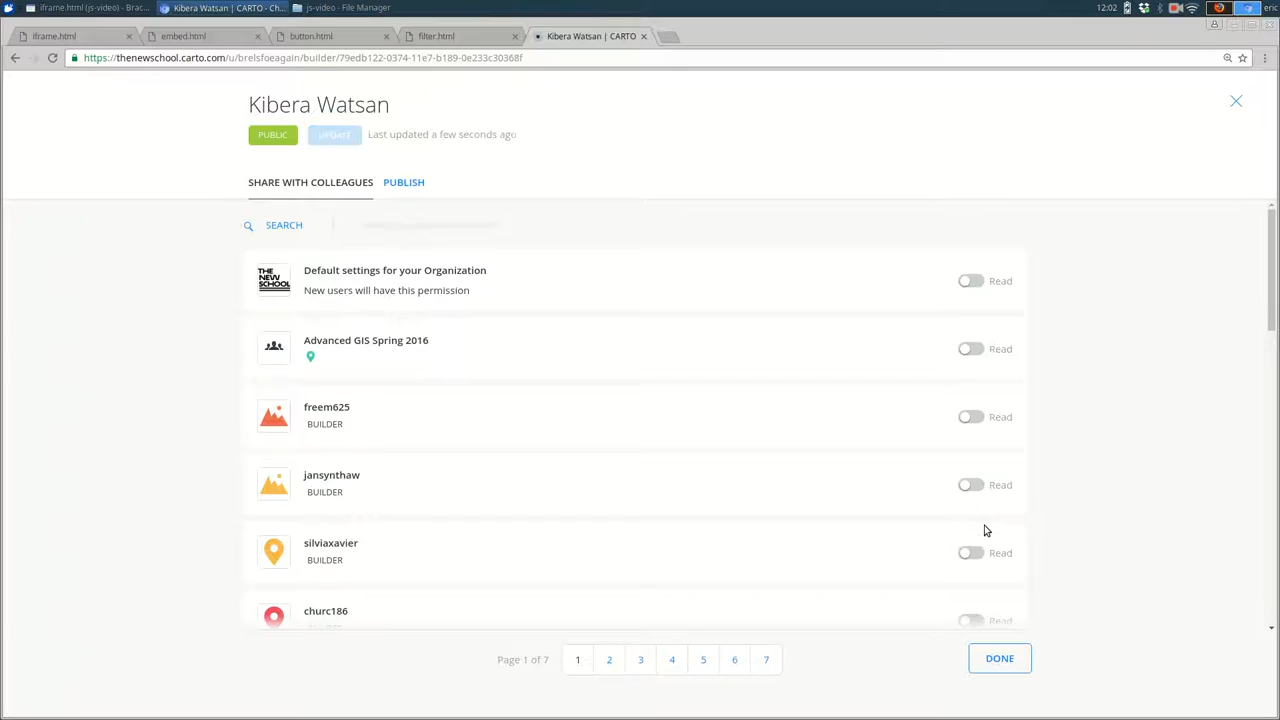 iframe.html (js-video) - Brac...
Kibera Watsan | CARTO - Ch...
js-video - File Manager
12:02
eric
iframe.html
embed.html
button.html
filter.html
Kibera Watsan | CARTO
https://thenewschool.carto.com/u/brelsfoeagain/builder/79edb122-0374-11e7-b189-0e233c30368f
Kibera Watsan
PUBLIC
UPDATE
Last updated a few seconds ago
SHARE WITH COLLEAGUES
PUBLISH
SEARCH
THE NEW SCHOOL
Default settings for your Organization
New users will have this permission
Read
Advanced GIS Spring 2016
Read
freem625
BUILDER
Read
jansynthaw
BUILDER
Read
silviaxavier
BUILDER
Read
churc186
Read
Page 1 of 7
1
2
3
4
5
6
7
DONE